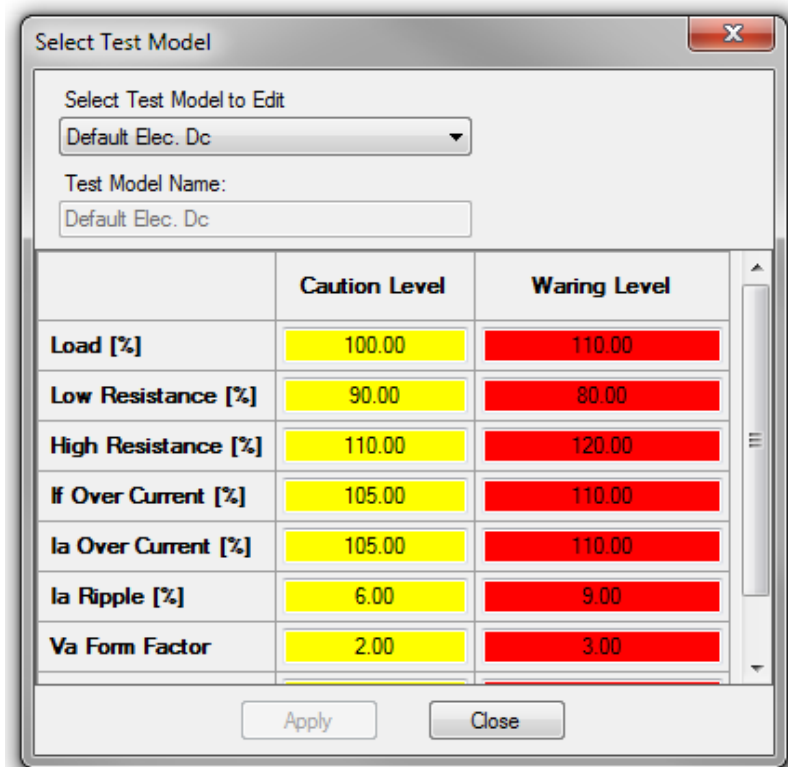 Select Test Model
Select Test Model to Edit
Default Elec. Dc
Test Model Name:
Default Elec. Dc
Caution Level Waring Level
Load [%] 100.00 110.00
Low Resistance [%] 90.00 80.00
High Resistance [%] 110.00 120.00
If Over Current [%] 105.00 110.00
Ia Over Current [%] 105.00 110.00
Ia Ripple [%] 6.00 9.00
Va Form Factor 2.00 3.00
Apply Close